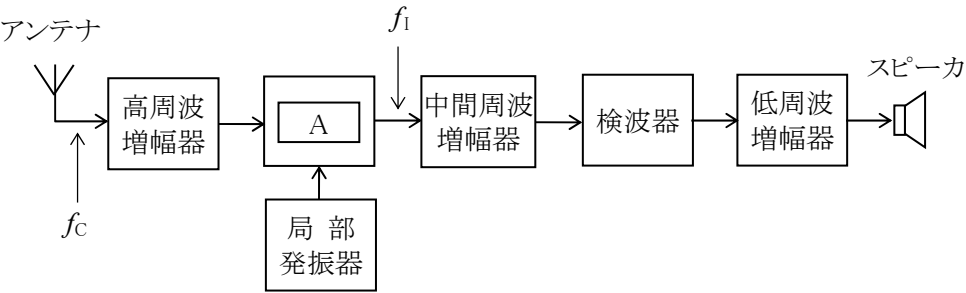 アンテナ
fC
高周波
増幅器
A
局 部
発振器
fI
中間周波
増幅器
検波器
低周波
増幅器
スピーカ